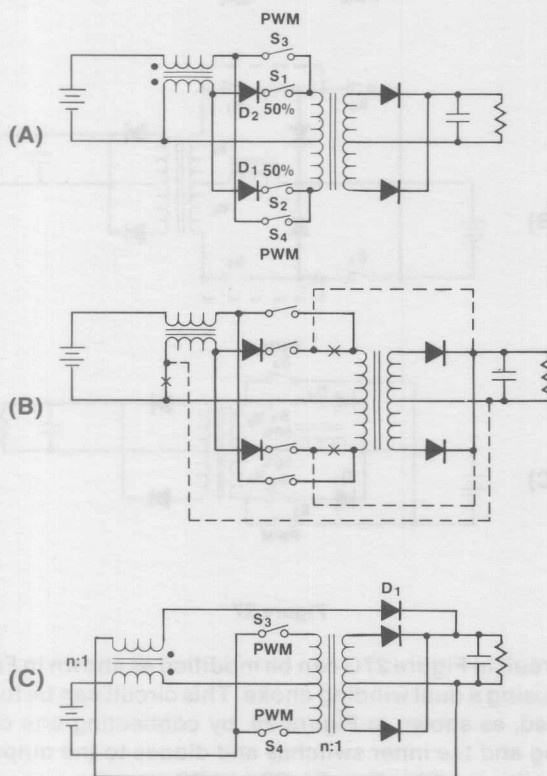 PWM
S₃
S₁
D₂ 50%
(A)
D₁ 50%
S₂
S₄
PWM
(B)
D₁
S₃
n:1
PWM
(C)
PWM
S₄ n:1